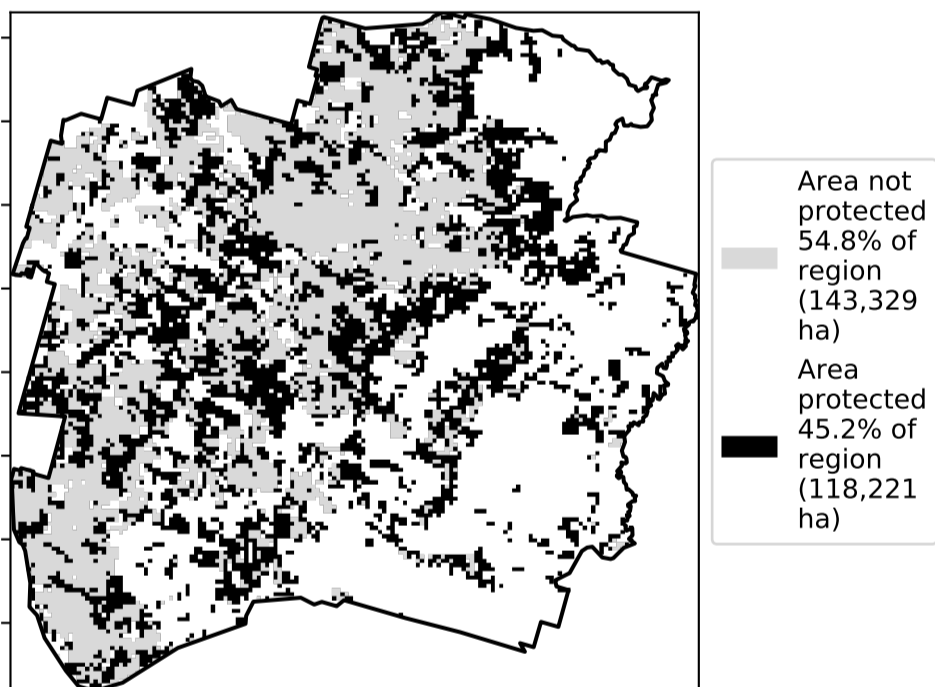 Area not
protected
54.8% of
region
(143,329
ha)
Area
protected
45.2% of
region
(118,221
ha)